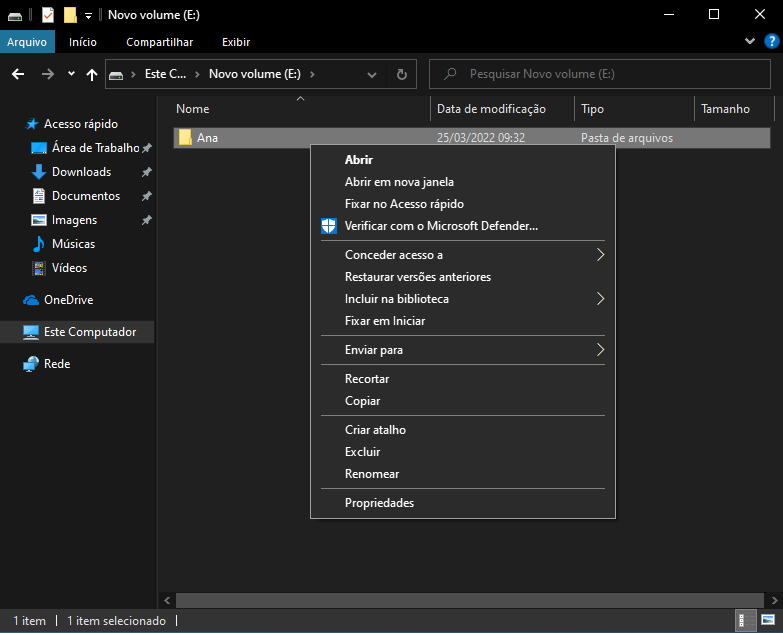 Novo volume (E:)
Arquivo Início Compartilhar Exibir
Este C... Novo volume (E:) Pesquisar Novo volume (E:)
Nome Data de modificação Tipo Tamanho
Ana 25/03/2022 09:32 Pasta de arquivos
Acesso rápido
Área de Trabalho
Downloads
Documentos
Imagens
Músicas
Vídeos
OneDrive
Este Computador
Rede
Abrir
Abrir em nova janela
Fixar no Acesso rápido
Verificar com o Microsoft Defender...
Conceder acesso a
Restaurar versões anteriores
Incluir na biblioteca
Fixar em Iniciar
Enviar para
Recortar
Copiar
Criar atalho
Excluir
Renomear
Propriedades
1 item 1 item selecionado